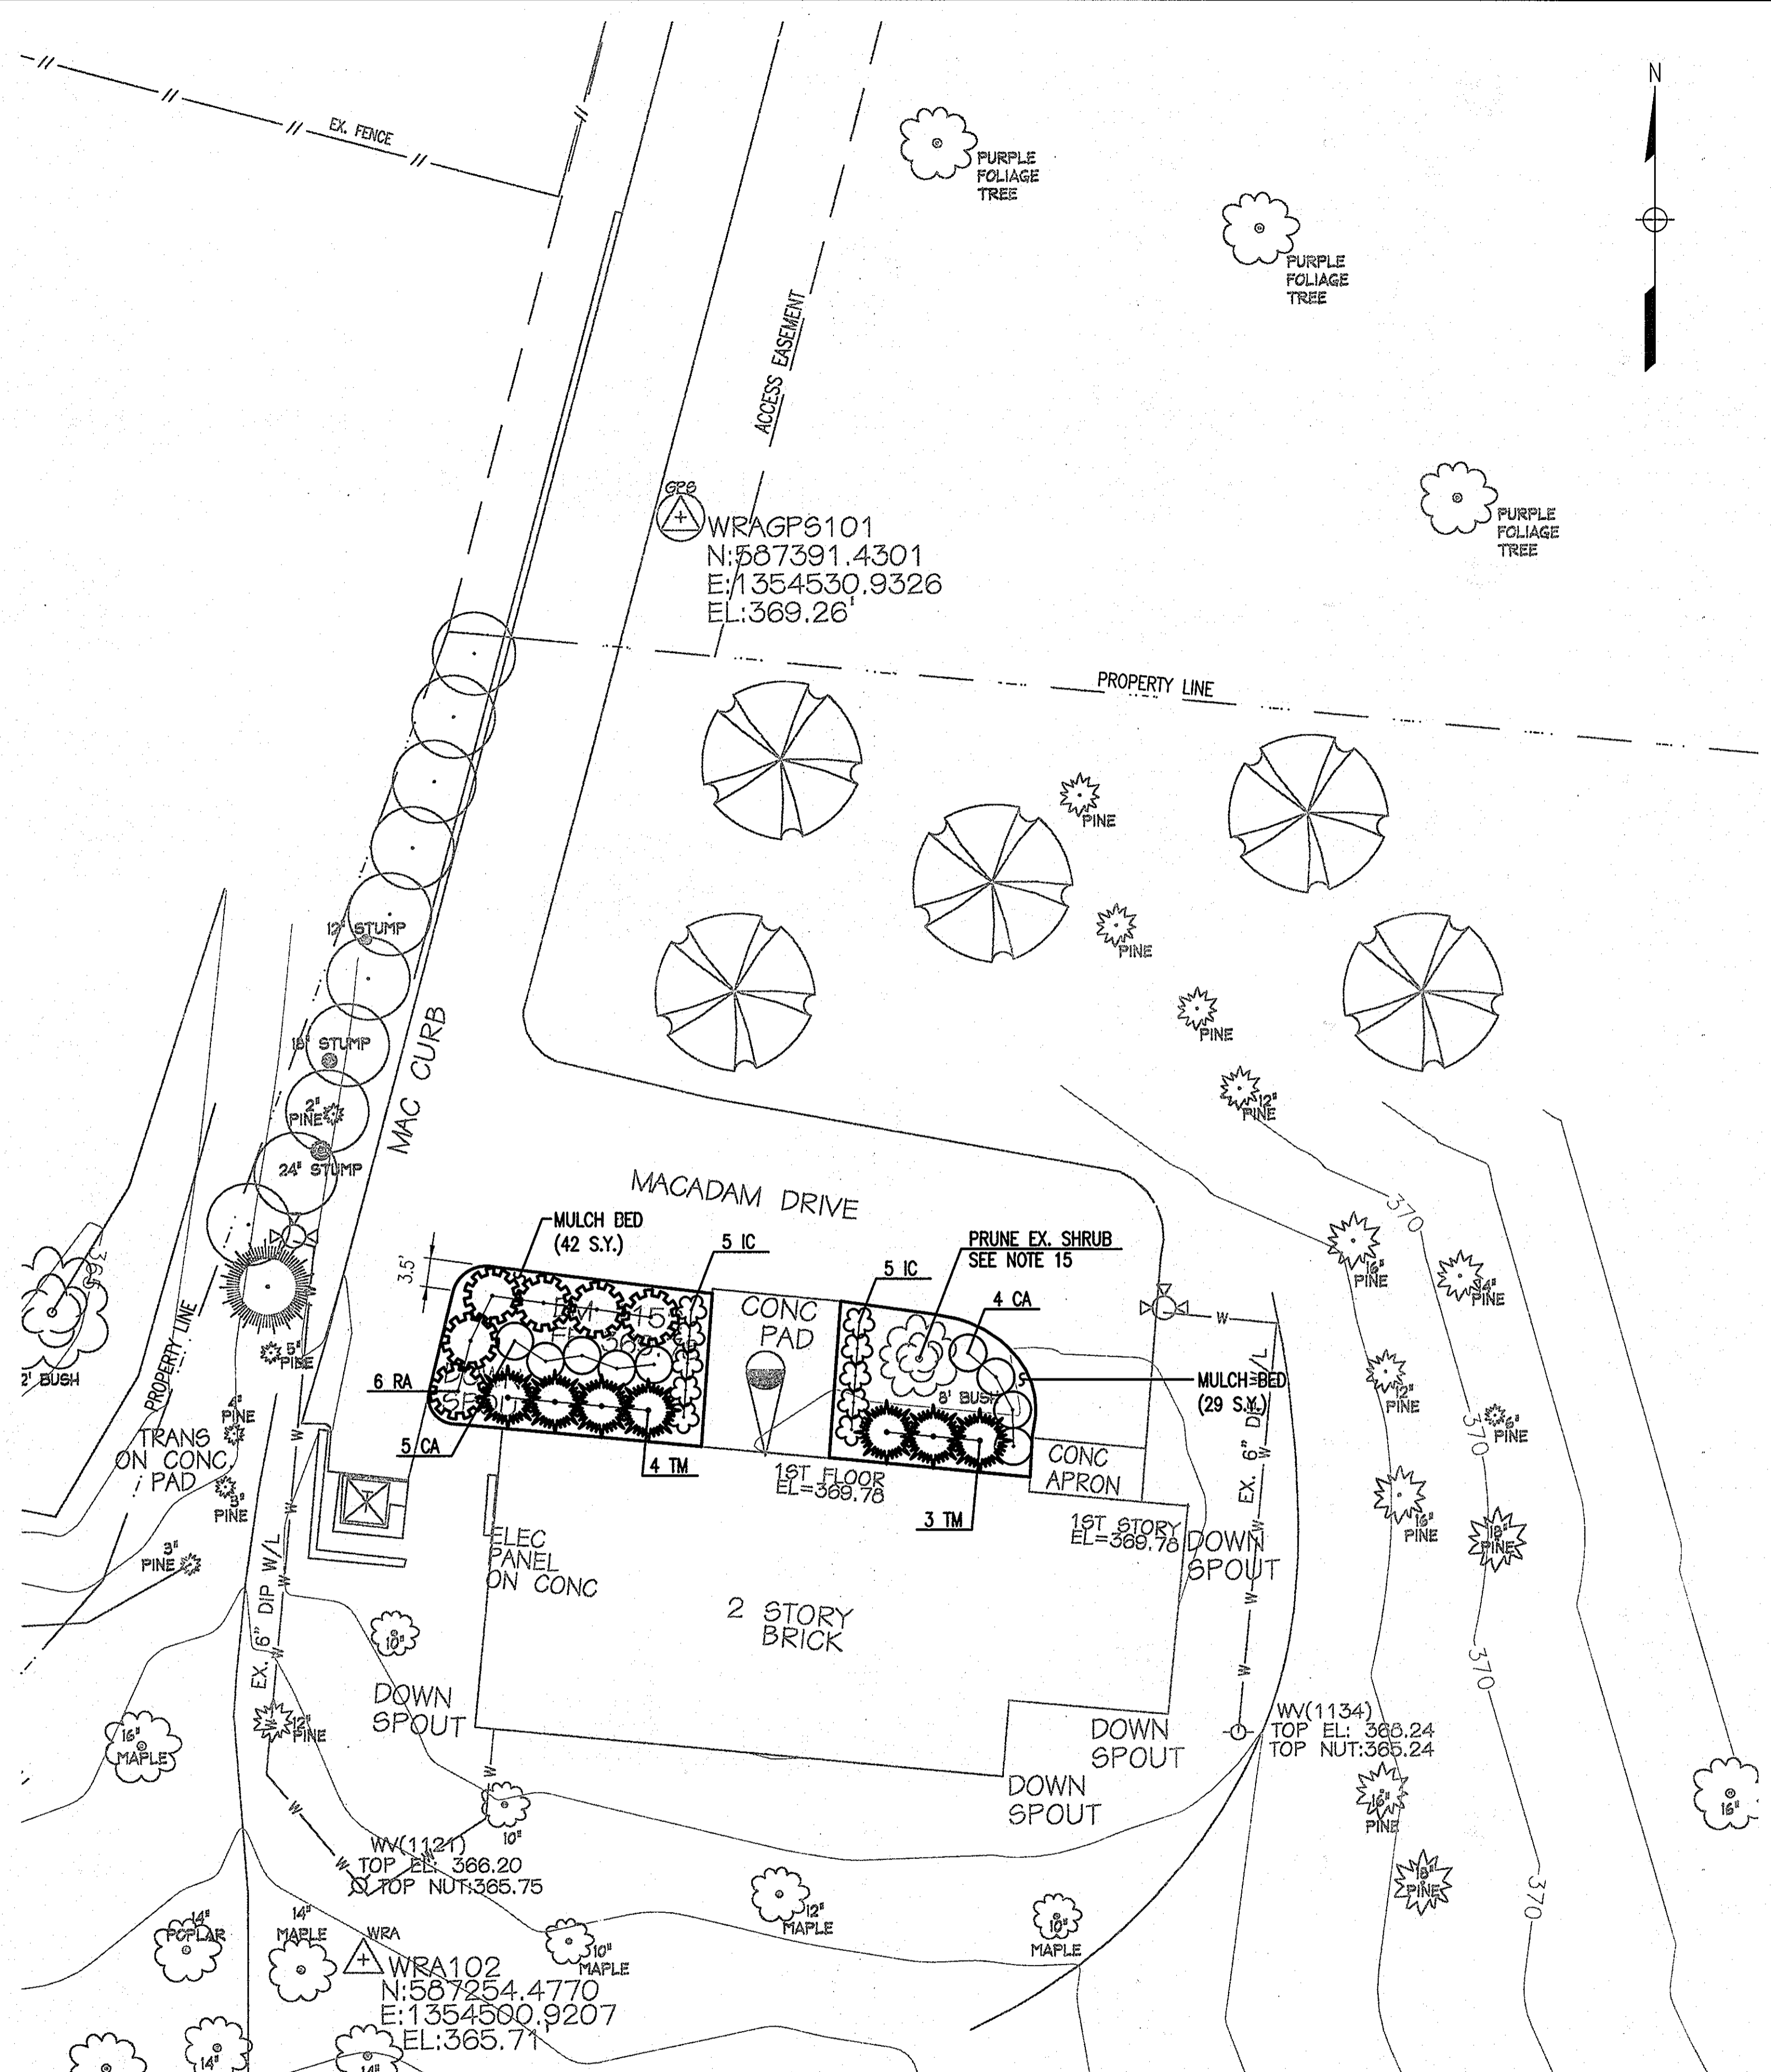 N
EX. FENCE
PURPLE
FOLIAGE
TREE
PURPLE
FOLIAGE
TREE
ACCESS EASEMENT
GPS
WRAGPS101
N:587391.4301
E:1354530.9326
EL:369.26'
PURPLE
FOLIAGE
TREE
PROPERTY LINE
PINE
PINE
12" STUMP
PINE
STUMP
MAC CURB
12"
PINE
2"
PINE
24" STUMP
MACADAM DRIVE
370
MULCH BED
(42 S.Y.)
5 IC
PRUNE EX. SHRUB
SEE NOTE 15
3.5'
5 IC
4 CA
CONC
PAD
16"
PINE
PINE
W
W
5"
PINE
2' BUSH
PROPERTY LINE
6 RA
8' BUSH
MULCH BED
(29 S.Y.)
12"
PINE
4"
PINE
6"
PINE
370
TRANS
ON CONC.
PAD
5 CA
4 TM
1ST FLOOR
EL=369.78
CONC
APRON
3"
PINE
T
3 TM
1ST STORY
EL=369.78
DOWN
SPOUT
EX. 6" DIP W/L
16"
PINE
18"
PINE
3"
PINE
ELEC
PANEL
ON CONC
EX. 6" DIP W/L
2 STORY
BRICK
10"
370
DOWN
SPOUT
12"
PINE
16"
MAPLE
DOWN
SPOUT
WV(1134)
TOP EL: 368.24
TOP NUT:365.24
DOWN
SPOUT
16"
PINE
16"
10"
WV(1121)
TOP EL: 366.20
TOP NUT:365.75
18"
PINE
370
12"
MAPLE
10"
MAPLE
14"
POPLAR
14"
MAPLE
WRA
10"
MAPLE
WRA102
N:587254.4770
E:1354500.9207
EL:365.71'
14"
14"